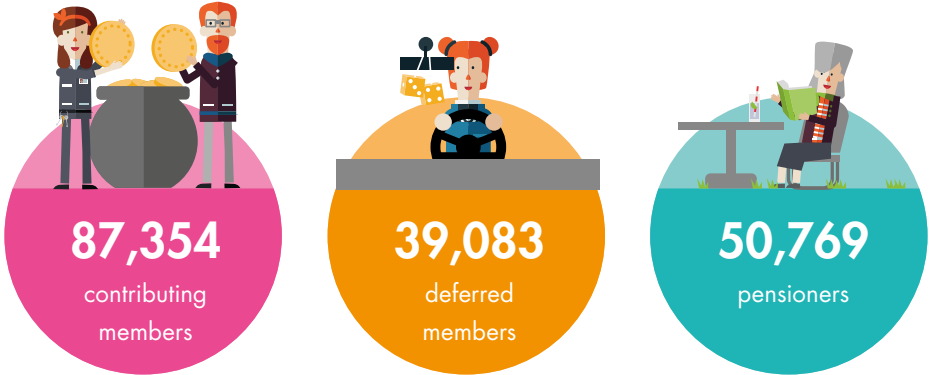 87,354
contributing
members
39,083
deferred
members
50,769
pensioners